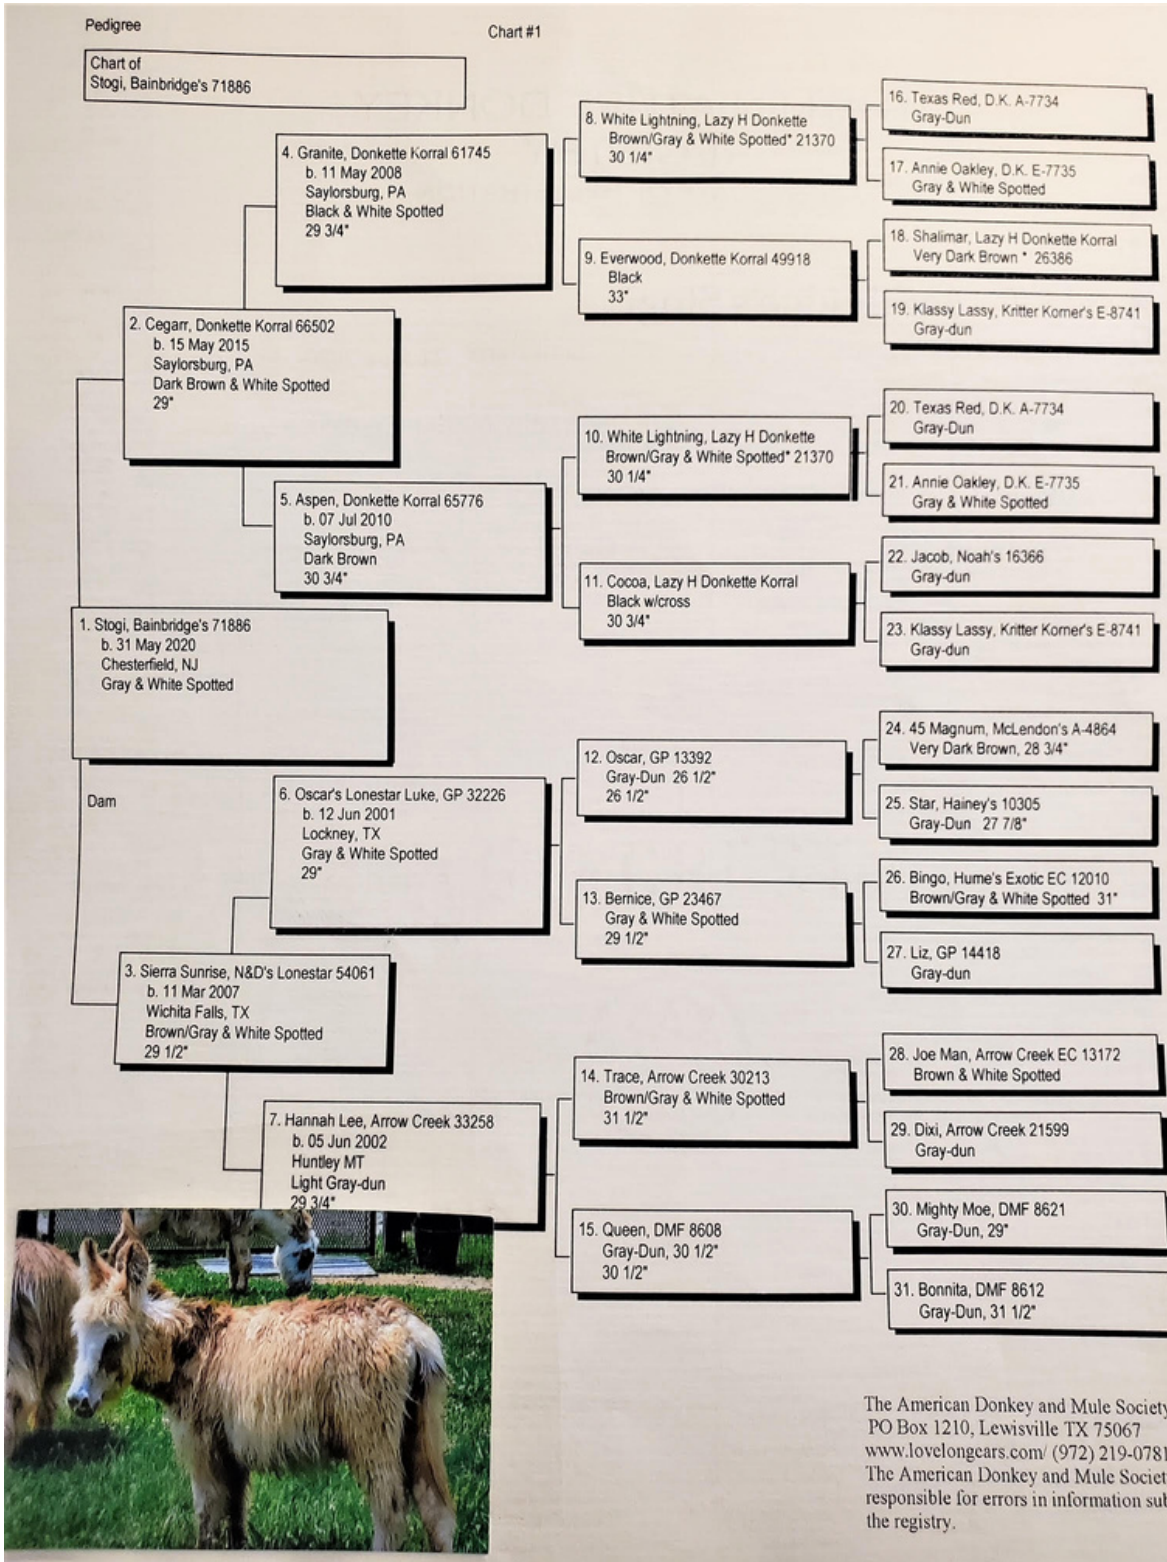 Pedigree
Chart #1
Chart of
Stogi, Bainbridge's 71886
4. Granite, Donkette Korral 61745
b. 11 May 2008
Saylorsburg, PA
Black & White Spotted
29 3/4"
8. White Lightning, Lazy H Donkette
Brown/Gray & White Spotted* 21370
30 1/4"
16. Texas Red, D.K. A-7734
Gray-Dun
17. Annie Oakley, D.K. E-7735
Gray & White Spotted
9. Everwood, Donkette Korral 49918
Black
33"
18. Shalimar, Lazy H Donkette Korral
Very Dark Brown * 26386
19. Klassy Lassy, Kritter Korner's E-8741
Gray-dun
2. Cegarr, Donkette Korral 66502
b. 15 May 2015
Saylorsburg, PA
Dark Brown & White Spotted
29"
5. Aspen, Donkette Korral 65776
b. 07 Jul 2010
Saylorsburg, PA
Dark Brown
30 3/4"
10. White Lightning, Lazy H Donkette
Brown/Gray & White Spotted* 21370
30 1/4"
20. Texas Red, D.K. A-7734
Gray-Dun
21. Annie Oakley, D.K. E-7735
Gray & White Spotted
11. Cocoa, Lazy H Donkette Korral
Black w/cross
30 3/4"
22. Jacob, Noah's 16366
Gray-dun
23. Klassy Lassy, Kritter Korner's E-8741
Gray-dun
1. Stogi, Bainbridge's 71886
b. 31 May 2020
Chesterfield, NJ
Gray & White Spotted
Dam
6. Oscar's Lonestar Luke, GP 32226
b. 12 Jun 2001
Lockney, TX
Gray & White Spotted
29"
12. Oscar, GP 13392
Gray-Dun 26 1/2"
26 1/2"
24. 45 Magnum, McLendon's A-4864
Very Dark Brown, 28 3/4"
25. Star, Hainey's 10305
Gray-Dun 27 7/8"
13. Bernice, GP 23467
Gray & White Spotted
29 1/2"
26. Bingo, Hume's Exotic EC 12010
Brown/Gray & White Spotted 31"
27. Liz, GP 14418
Gray-dun
3. Sierra Sunrise, N&D's Lonestar 54061
b. 11 Mar 2007
Wichita Falls, TX
Brown/Gray & White Spotted
29 1/2"
7. Hannah Lee, Arrow Creek 33258
b. 05 Jun 2002
Huntley MT
Light Gray-dun
29 3/4"
14. Trace, Arrow Creek 30213
Brown/Gray & White Spotted
31 1/2"
28. Joe Man, Arrow Creek EC 13172
Brown & White Spotted
29. Dixi, Arrow Creek 21599
Gray-dun
15. Queen, DMF 8608
Gray-Dun, 30 1/2"
30 1/2"
30. Mighty Moe, DMF 8621
Gray-Dun, 29"
31. Bonnita, DMF 8612
Gray-Dun, 31 1/2"
The American Donkey and Mule Society
PO Box 1210, Lewisville TX 75067
www.lovelongears.com/ (972) 219-0781
The American Donkey and Mule Societ
responsible for errors in information sub
the registry.